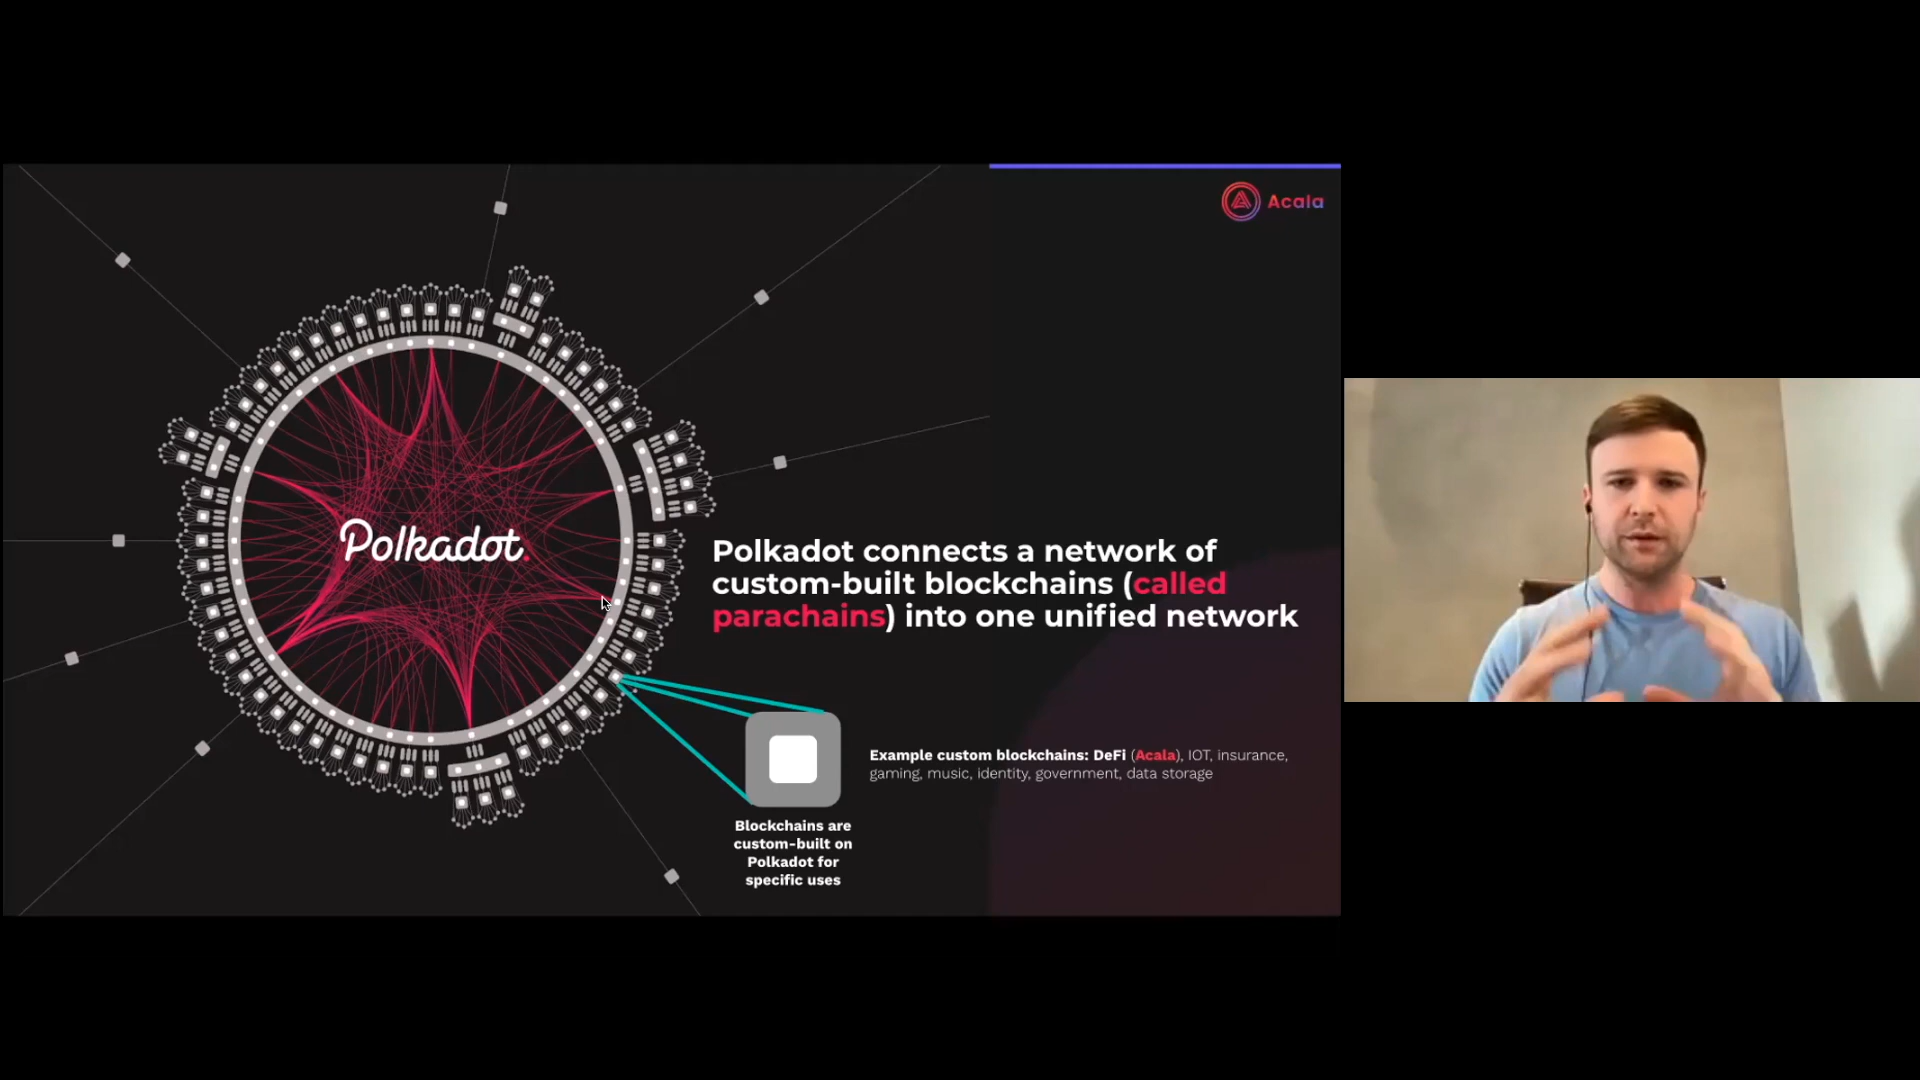 Acala
Polkadot.
Polkadot connects a network of
custom-built blockchains (called
parachains) into one unified network
Example custom blockchains: DeFi (Acala), IOT, insurance,
gaming, music, identity, government, data storage
Blockchains are
custom-built on
Polkadot for
specific uses